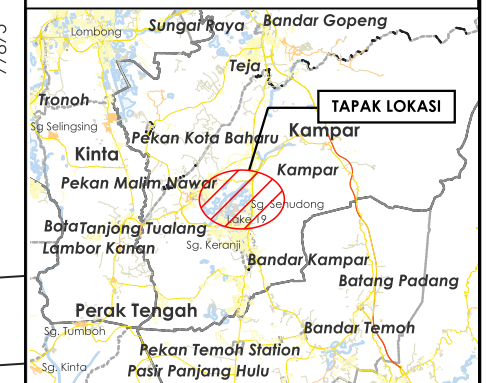 77875
Lombong
Sungai Raya
Bandar Gopeng
Teja
Tronoh
TAPAK LOKASI
Sg Selingsing
Pekan Kota Baharu
Kampar
Kinta
Kampar
Pekan Malim Nawar
Sg. Senudong
Lake 19
Bota
Tanjong Tualang
Lambor Kanan
Sg. Keranji
Bandar Kampar
Batang Padang
Perak Tengah
Sg. Tumboh
Bandar Temoh
Pekan Temoh Station
Sg. Kinta
Pasir Panjang Hulu